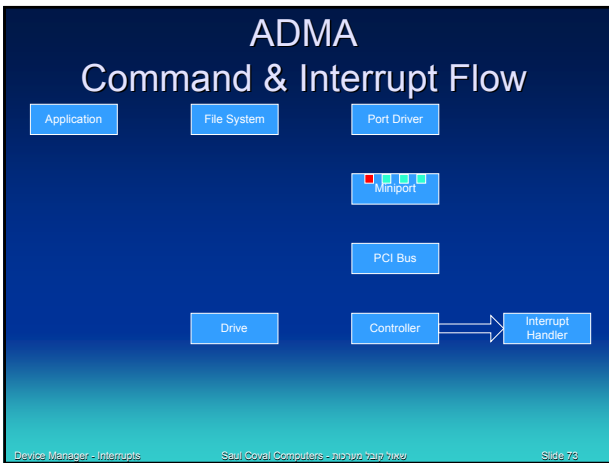 ADMA
Command & Interrupt Flow
Application
File System
Port Driver
Miniport
PCI Bus
Drive
Controller
Interrupt
Handler
Device Manager - Interrupts
Saul Coval Computers - שאול קובל מערכות
Slide 73